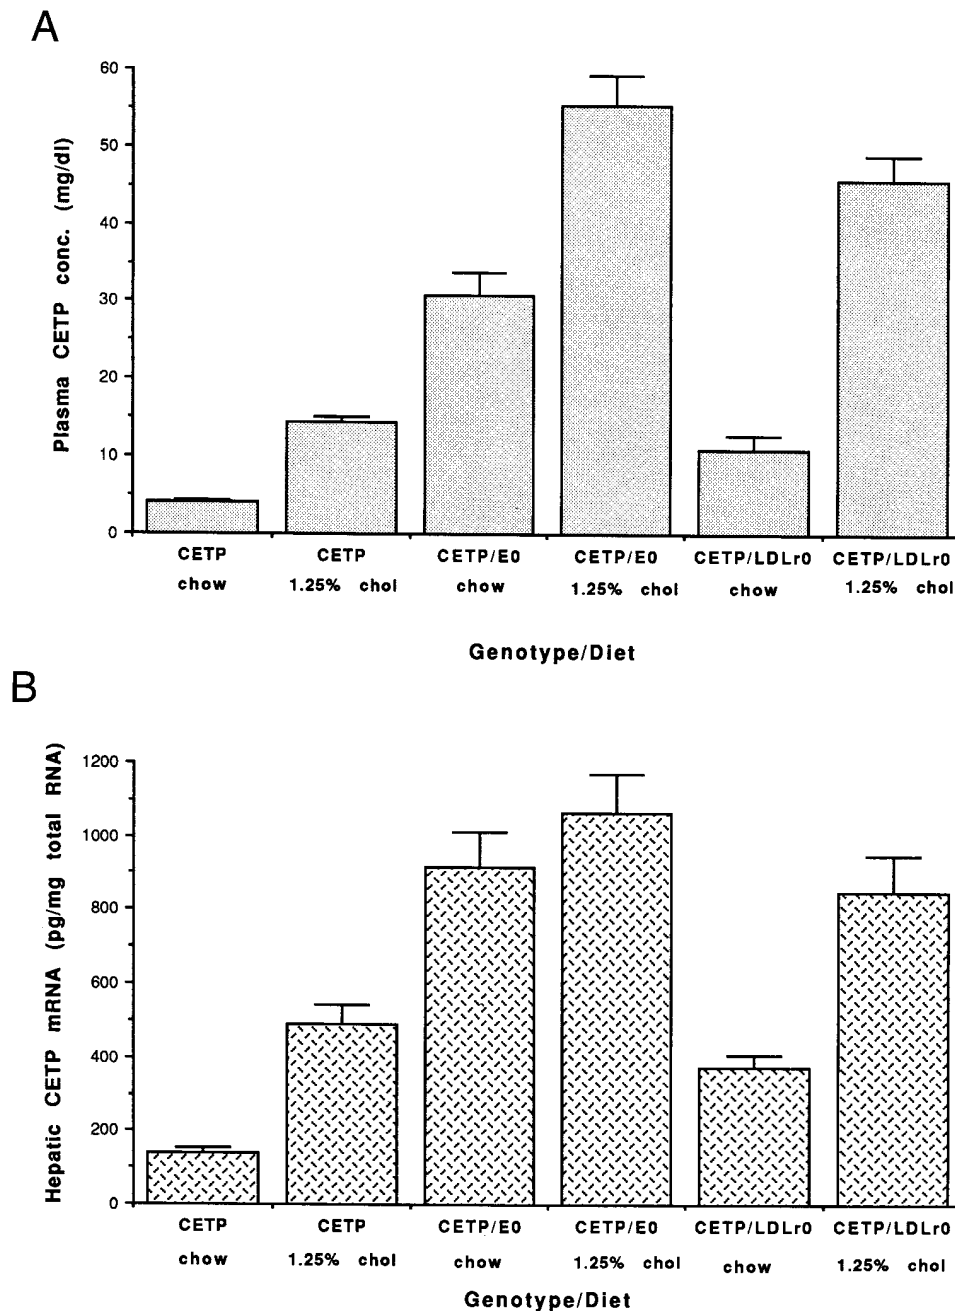 A
Plasma CETP conc. (mg/dl)
60
50
40
30
20
10
0
CETP CETP CETP/E0 CETP/E0 CETP/LDLr0 CETP/LDLr0
chow 1.25% chol chow 1.25% chol chow 1.25% chol
Genotype/Diet
B
Hepatic CETP mRNA (pg/mg total RNA)
1200
1000
800
600
400
200
0
CETP CETP CETP/E0 CETP/E0 CETP/LDLr0 CETP/LDLr0
chow 1.25% chol chow 1.25% chol chow 1.25% chol
Genotype/Diet